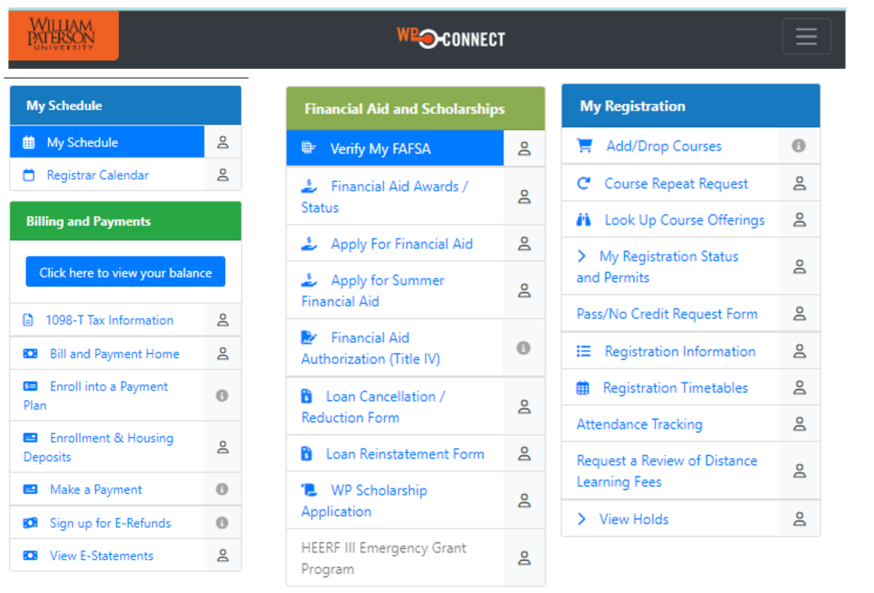 WILLIAM
PATERSON
UNIVERSITY
WP CONNECT
My Schedule
My Schedule
Registrar Calendar
Billing and Payments
Click here to view your balance
1098-T Tax Information
Bill and Payment Home
Enroll into a Payment
Plan
Enrollment & Housing
Deposits
Make a Payment
Sign up for E-Refunds
View E-Statements
Financial Aid and Scholarships
Verify My FAFSA
Financial Aid Awards /
Status
Apply For Financial Aid
Apply for Summer
Financial Aid
Financial Aid
Authorization (Title IV)
Loan Cancellation /
Reduction Form
Loan Reinstatement Form
WP Scholarship
Application
HEERF III Emergency Grant
Program
My Registration
Add/Drop Courses
Course Repeat Request
Look Up Course Offerings
My Registration Status
and Permits
Pass/No Credit Request Form
Registration Information
Registration Timetables
Attendance Tracking
Request a Review of Distance
Learning Fees
View Holds